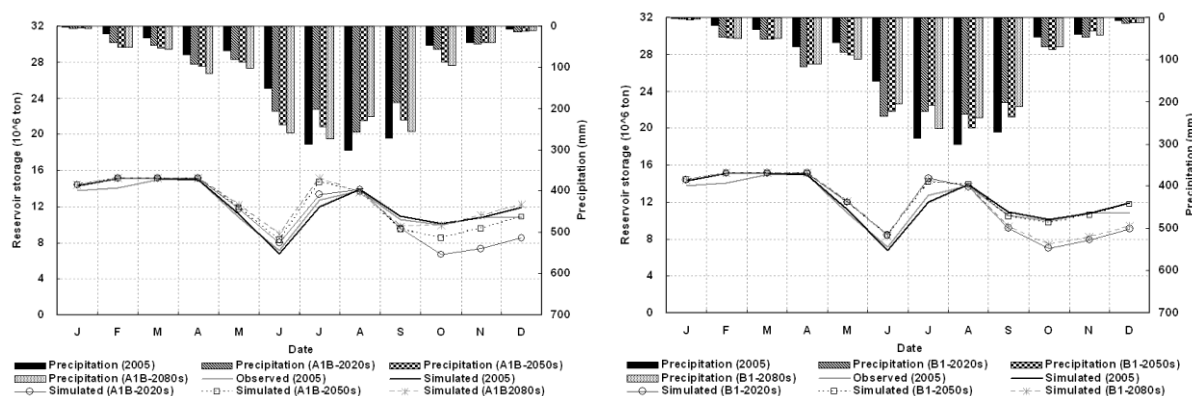 32
28
24
20
16
12
8
4
0
Reservoir storage (10^6 ton)
0
100
200
300
400
500
600
700
Precipitation (mm)
J F M A M J J A S O N D
Date
Precipitation (2005) Precipitation (A1B-2020s) Precipitation (A1B-2050s)
Precipitation (A1B-2080s) Observed (2005) Simulated (2005)
Simulated (A1B-2020s) Simulated (A1B-2050s) Simulated (A1B2080s)
32
28
24
20
16
12
8
4
0
Reservoir storage (10^6 ton)
0
100
200
300
400
500
600
700
Precipitation (mm)
J F M A M J J A S O N D
Date
Precipitation (2005) Precipitation (B1-2020s) Precipitation (B1-2050s)
Precipitation (B1-2080s) Observed (2005) Simulated (2005)
Simulated (B1-2020s) Simulated (B1-2050s) Simulated (B1-2080s)